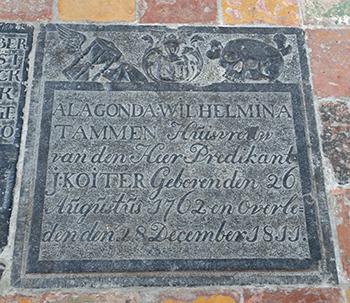 ALAGONDA WILHELMINA
TAMMEN Huisvrouw
van den Heer Predikant
J. KOITER Geboren den 26
Augustus 1762 en Overle-
den den 28 December 1811.